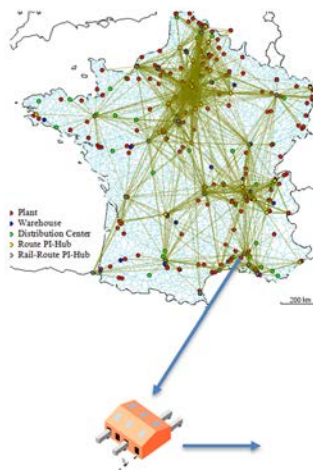 Plant
Warehouse
Distribution Center
Route PI-Hub
Rail-Route PI-Hub
200 km